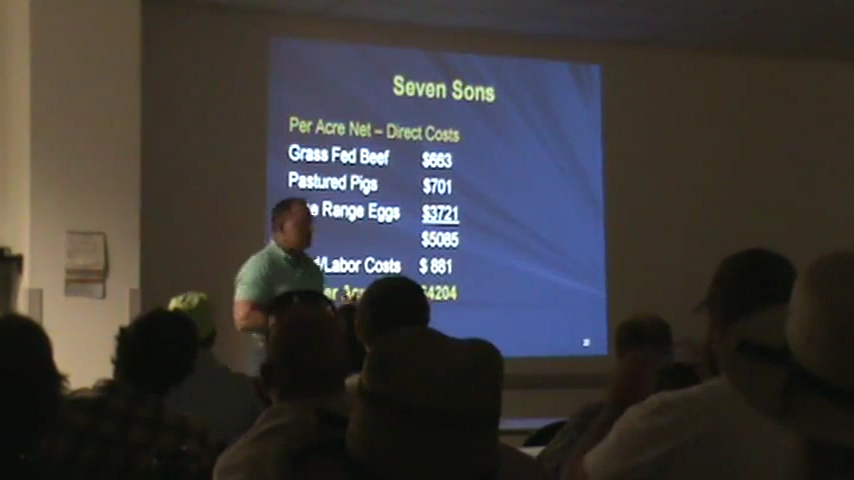 Seven Sons
Per Acre Net – Direct Costs
Grass Fed Beef $663
Pastured Pigs $701
Range Eggs $3721
$5085
/Labor Costs $ 881
4204